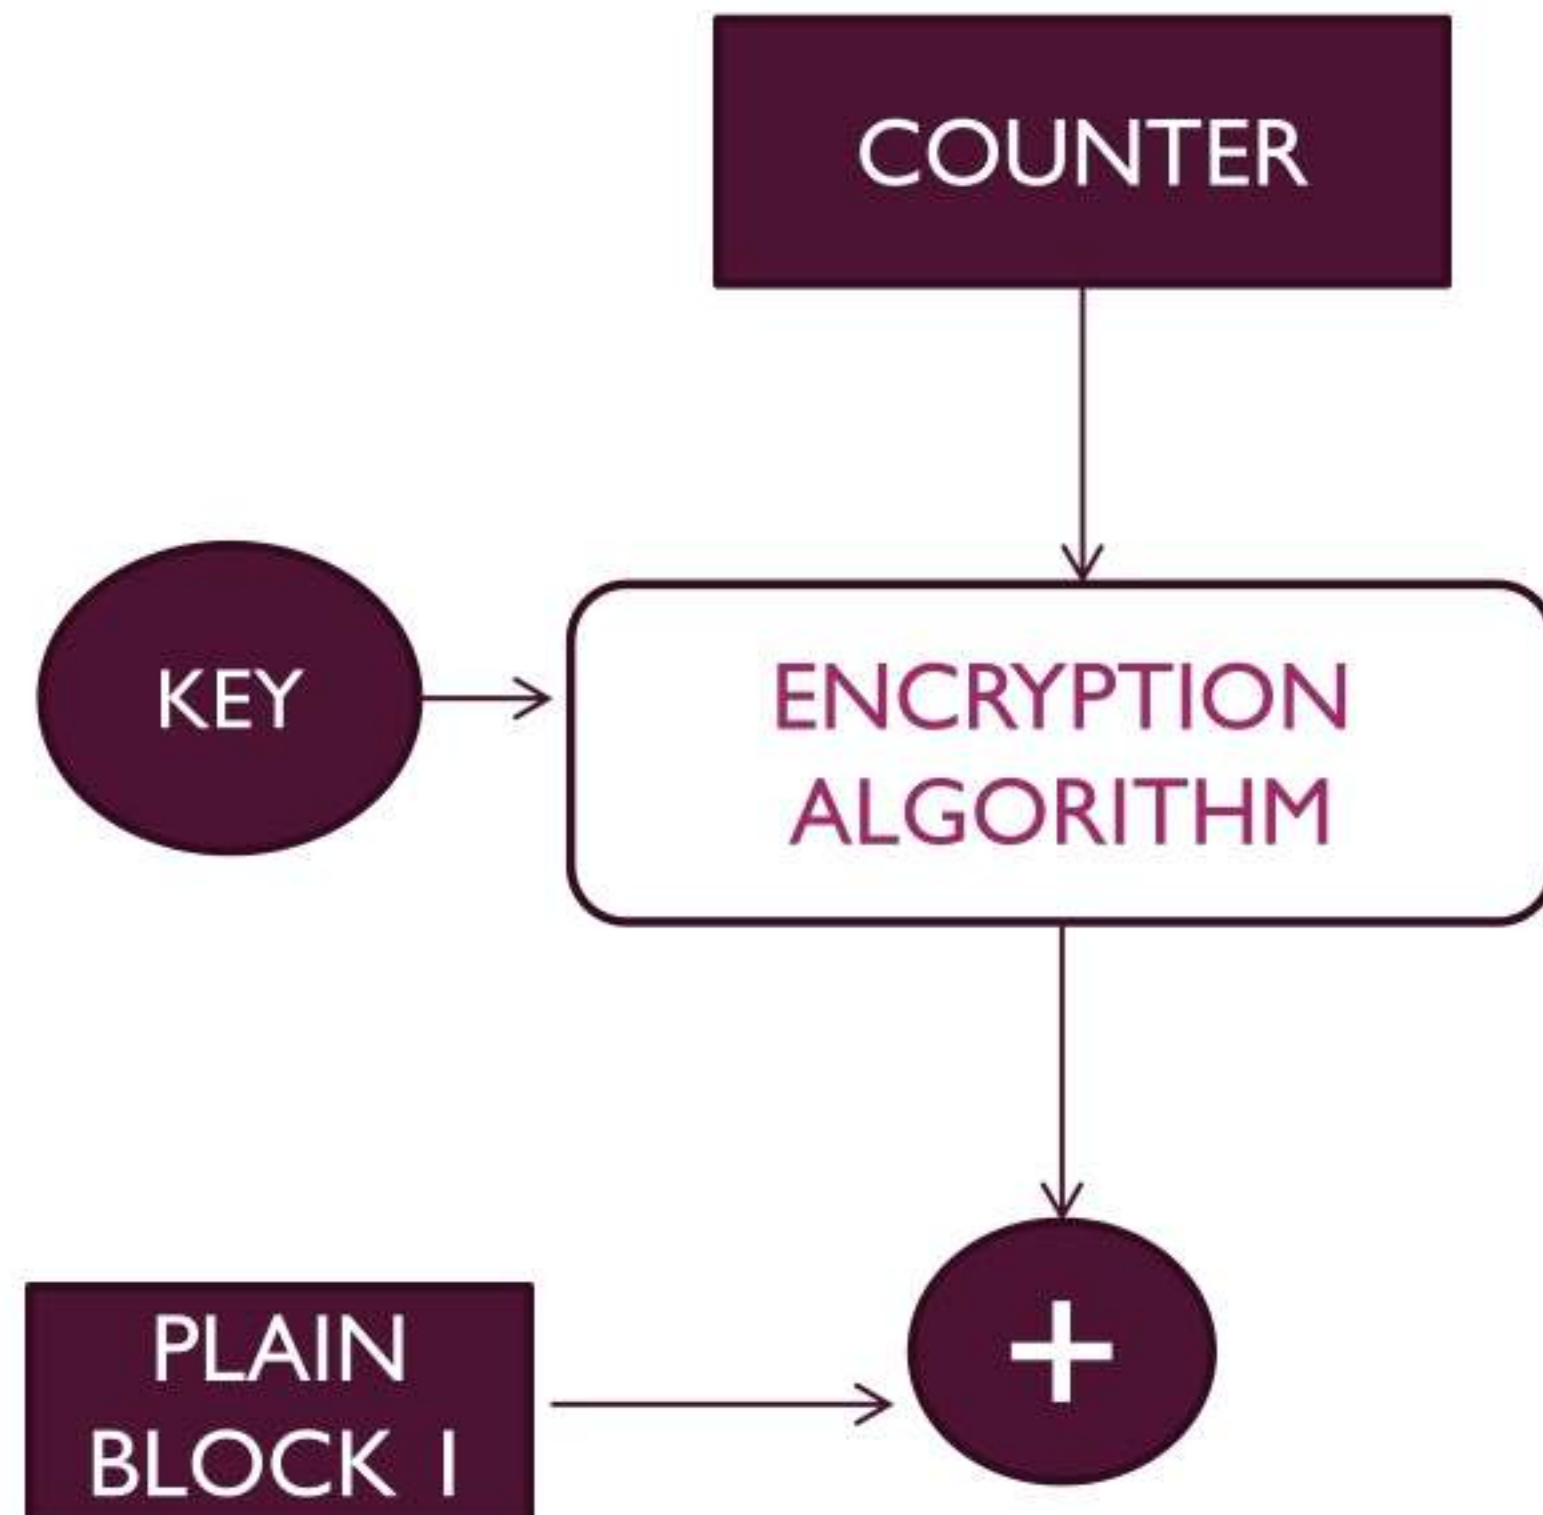 COUNTER
KEY
ENCRYPTION
ALGORITHM
+
PLAIN
BLOCK 1